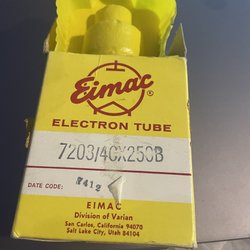 Eimac
®
ELECTRON TUBE
7203/4CX250B
DATE CODE: 7412
EIMAC
Division of Varian
San Carlos, California 94070
Salt Lake City, Utah 84104